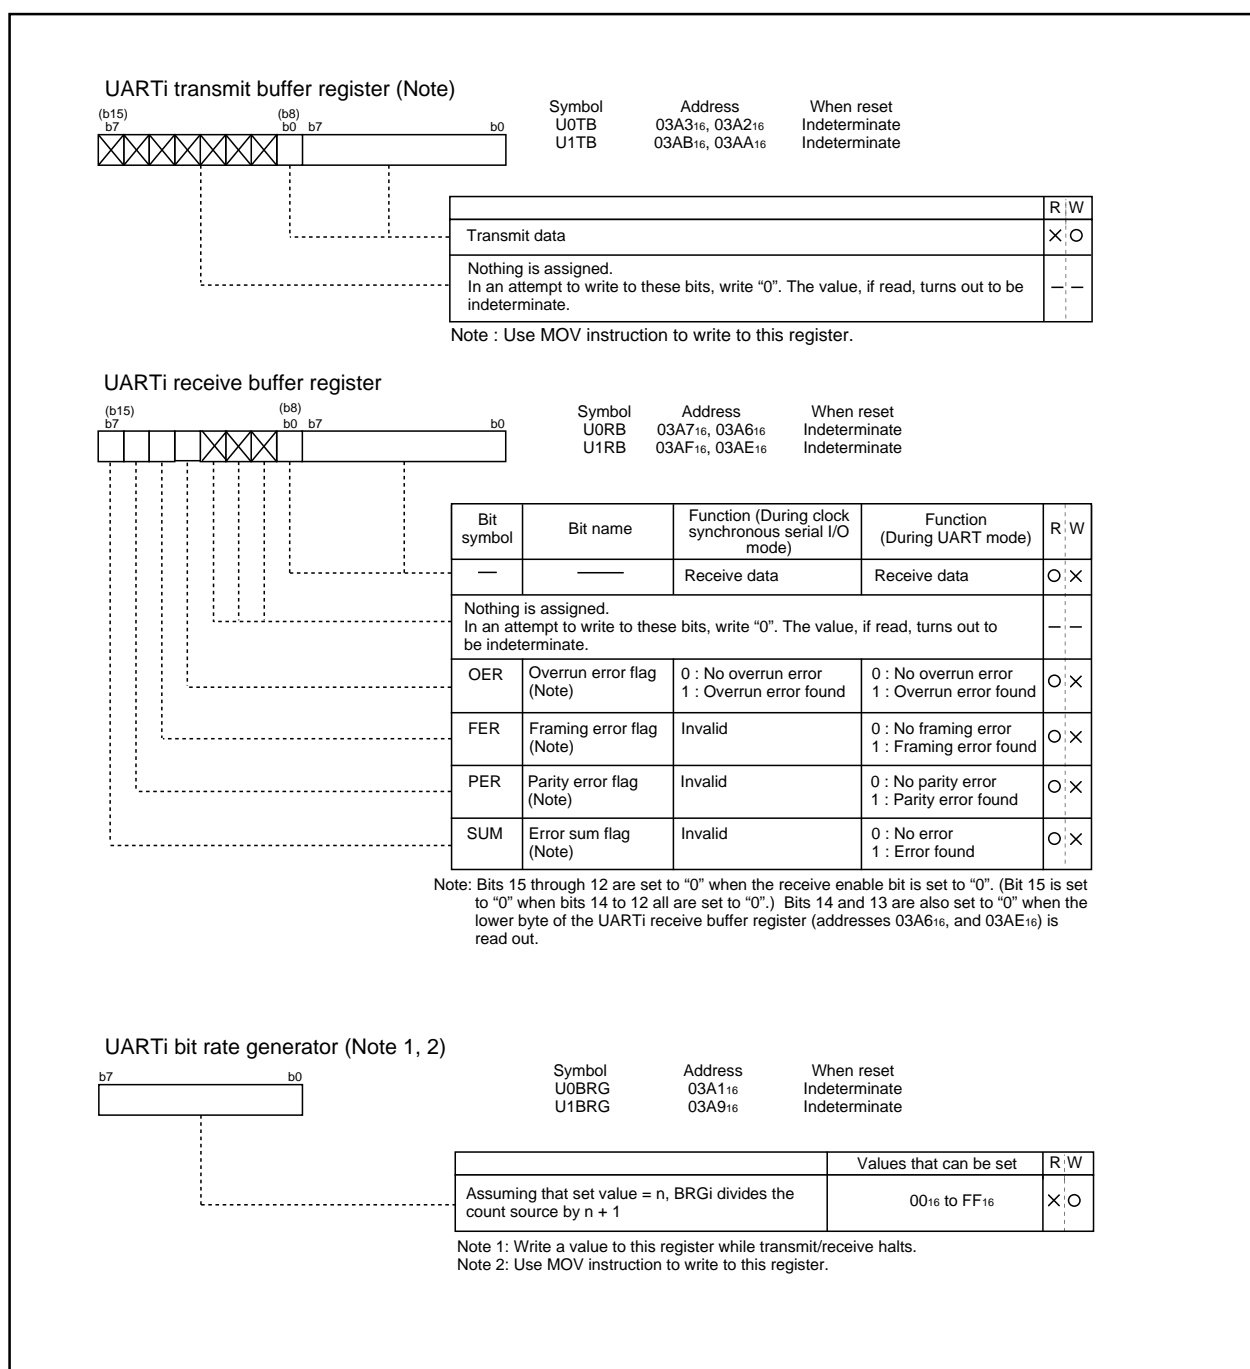 UARTi transmit buffer register (Note)
(b15) (b8)
b7 b0 b7 b0
Symbol Address When reset
U0TB 03A316, 03A216 Indeterminate
U1TB 03AB16, 03AA16 Indeterminate
R W
Transmit data X O
Nothing is assigned.
In an attempt to write to these bits, write “0”. The value, if read, turns out to be
indeterminate.
— —
Note : Use MOV instruction to write to this register.
UARTi receive buffer register
(b15) (b8)
b7 b0 b7 b0
Symbol Address When reset
U0RB 03A716, 03A616 Indeterminate
U1RB 03AF16, 03AE16 Indeterminate
Bit symbol Bit name Function (During clock synchronous serial I/O mode) Function (During UART mode) R W
— — Receive data Receive data O X
Nothing is assigned.
In an attempt to write to these bits, write “0”. The value, if read, turns out to
be indeterminate.
— —
OER Overrun error flag (Note) 0 : No overrun error 1 : Overrun error found 0 : No overrun error 1 : Overrun error found O X
FER Framing error flag (Note) Invalid 0 : No framing error 1 : Framing error found O X
PER Parity error flag (Note) Invalid 0 : No parity error 1 : Parity error found O X
SUM Error sum flag (Note) Invalid 0 : No error 1 : Error found O X
Note: Bits 15 through 12 are set to “0” when the receive enable bit is set to “0”. (Bit 15 is set
to “0” when bits 14 to 12 all are set to “0”.) Bits 14 and 13 are also set to “0” when the
lower byte of the UARTi receive buffer register (addresses 03A616, and 03AE16) is
read out.
UARTi bit rate generator (Note 1, 2)
b7 b0
Symbol Address When reset
U0BRG 03A116 Indeterminate
U1BRG 03A916 Indeterminate
Values that can be set R W
Assuming that set value = n, BRGi divides the
count source by n + 1
0016 to FF16 X O
Note 1: Write a value to this register while transmit/receive halts.
Note 2: Use MOV instruction to write to this register.